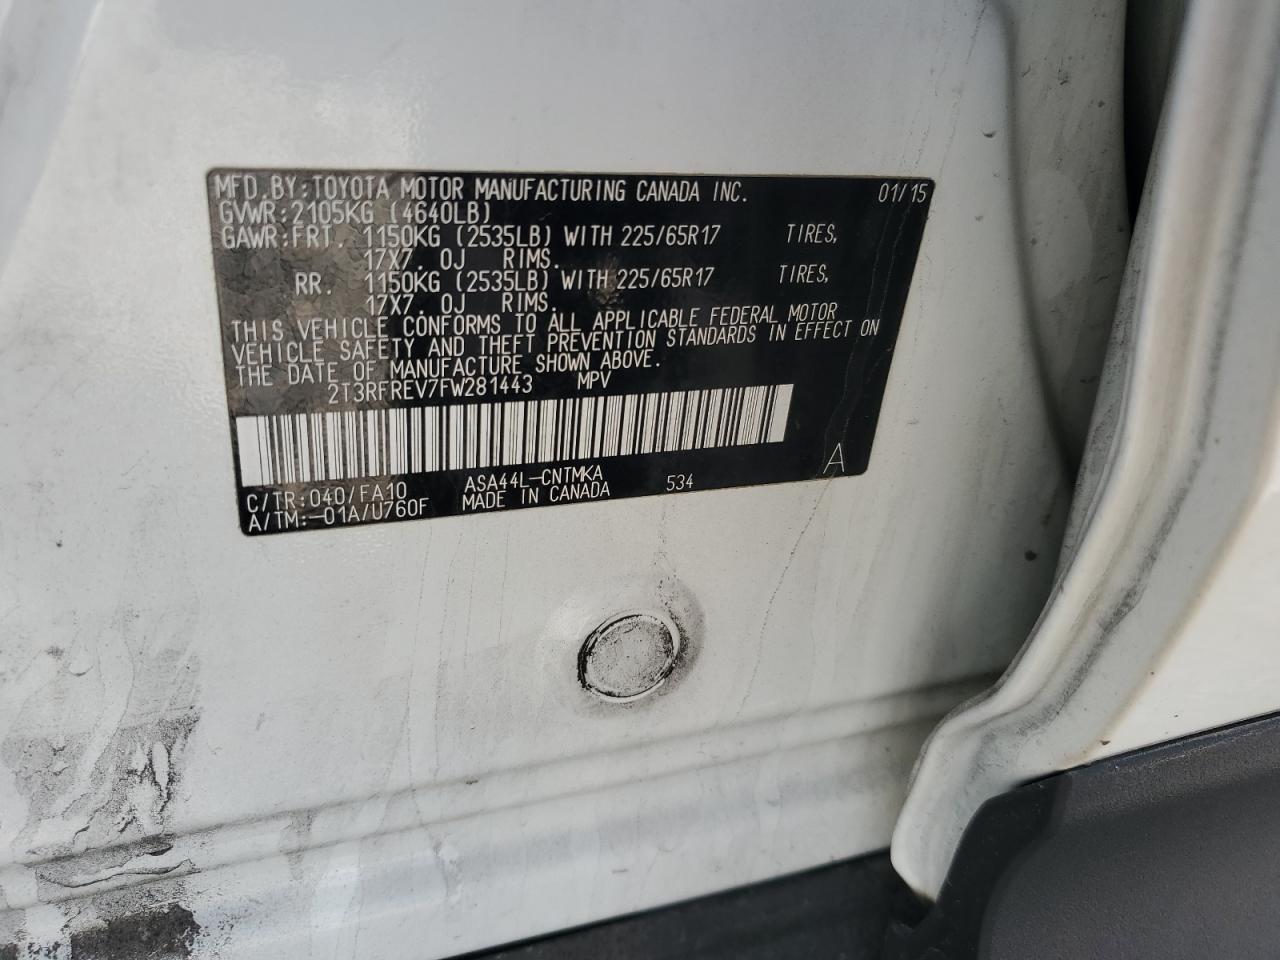 MFD.BY:TOYOTA MOTOR MANUFACTURING CANADA INC. 01/15
GVWR:2105KG (4640LB)
GAWR:FRT. 1150KG (2535LB) WITH 225/65R17 TIRES,
17X7. 0J RIMS.
RR. 1150KG (2535LB) WITH 225/65R17 TIRES,
17X7. 0J RIMS.
THIS VEHICLE CONFORMS TO ALL APPLICABLE FEDERAL MOTOR
VEHICLE SAFETY AND THEFT PREVENTION STANDARDS IN EFFECT ON
THE DATE OF MANUFACTURE SHOWN ABOVE.
2T3RFREV7FW281443 MPV
C/TR:040/FA10 ASA44L-CNTMKA 534 A
A/TM:-01A/U760F MADE IN CANADA